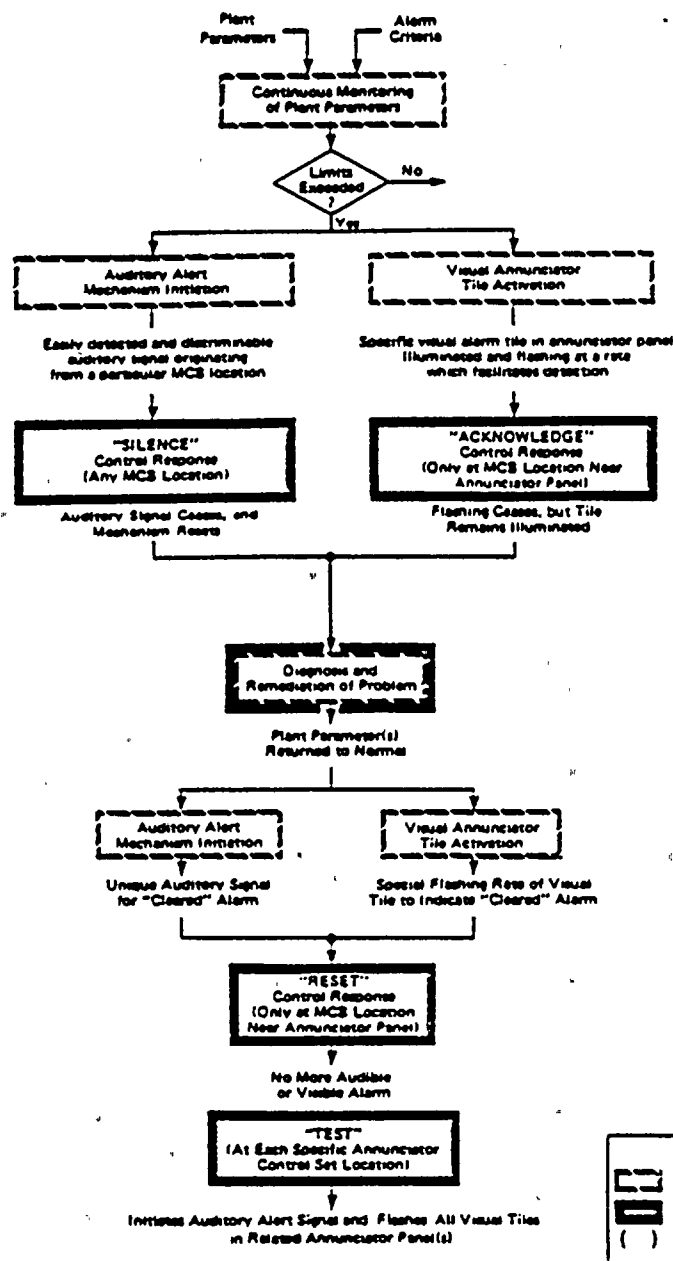 Plant
Parameters
Alarm
Criteria
Continuous Monitoring
of Plant Parameters
Limits
Exceeded
?
No
Yes
Auditory Alert
Mechanism Initiation
Visual Annunciator
Tile Activation
Easily detected and discriminable
auditory signal originating
from a particular MCB location
Specific visual alarm tile in annunciator panel
Illuminated and flashing at a rate
which facilitates detection
"SILENCE"
Control Response
(Any MCB Location)
"ACKNOWLEDGE"
Control Response
(Only at MCB Location Near
Annunciator Panel)
Auditory Signal Ceases, and
Mechanism Resets
Flashing Ceases, but Tile
Remains Illuminated
Diagnosis and
Remediation of Problem
Plant Parameter(s)
Returned to Normal
Auditory Alert
Mechanism Initiation
Visual Annunciator
Tile Activation
Unique Auditory Signal
for "Cleared" Alarm
Special Flashing Rate of Visual
Tile to Indicate "Cleared" Alarm
"RESET"
Control Response
(Only at MCB Location
Near Annunciator Panel)
No More Audible
or Visible Alarm
"TEST"
(At Each Specific Annunciator
Control Set Location)
Initiates Auditory Alert Signal and Flashes All Visual Tiles
in Related Annunciator Panel(s)
( )